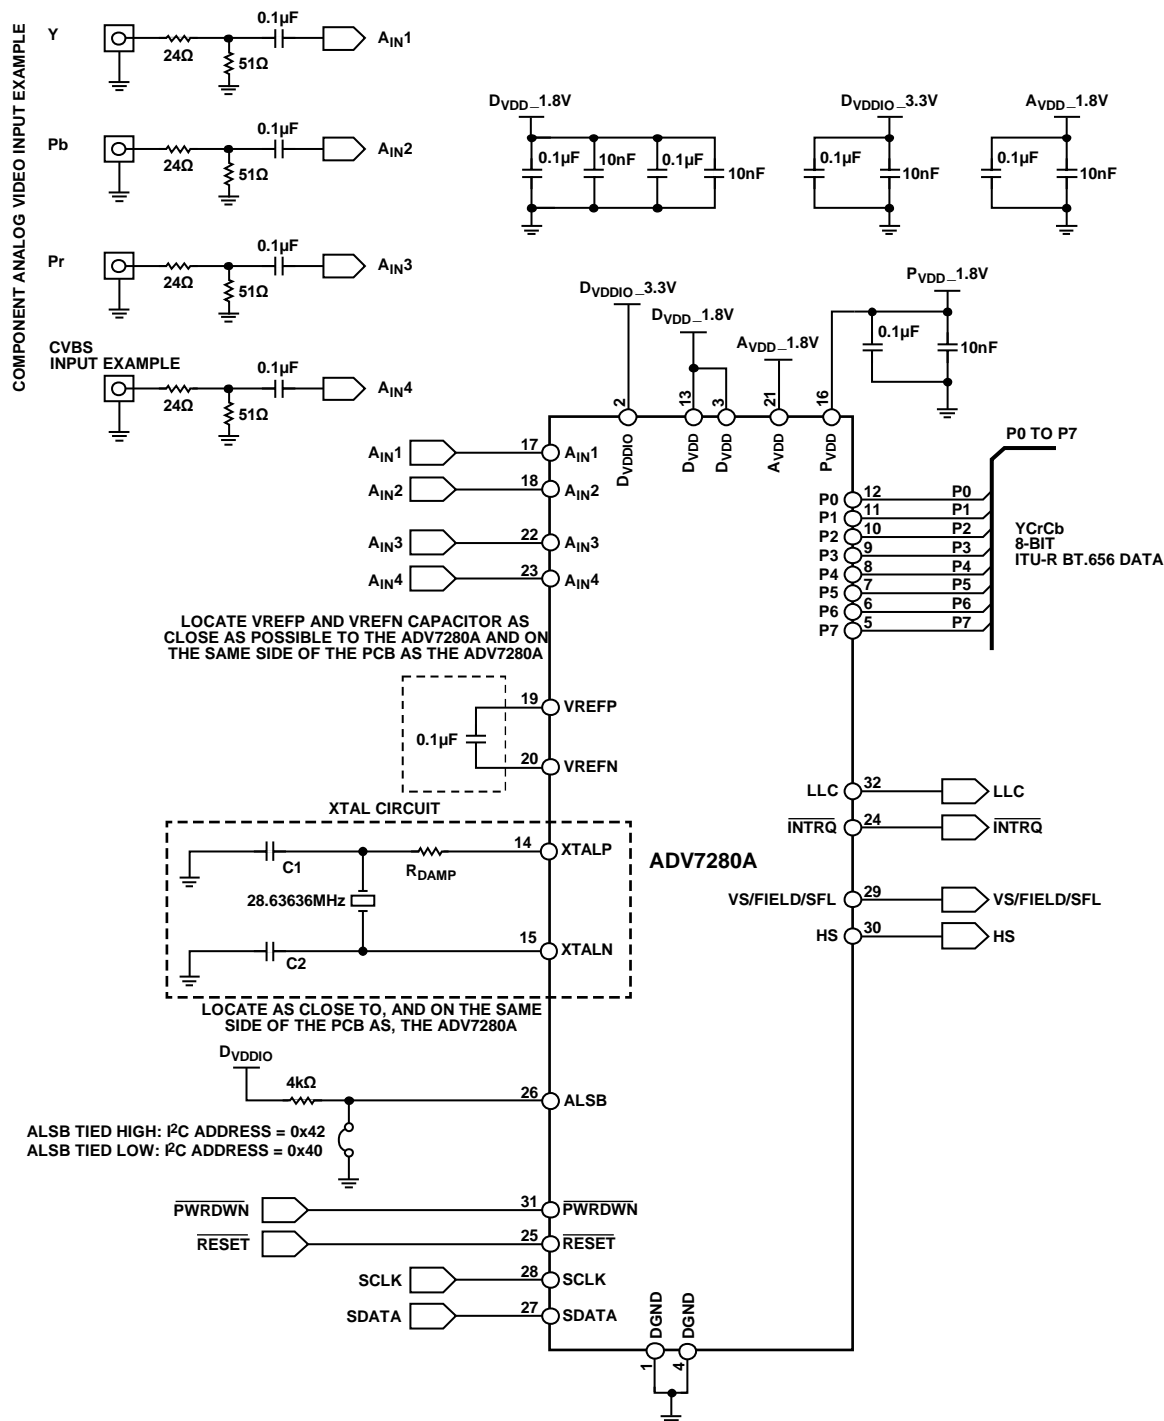 COMPONENT ANALOG VIDEO INPUT EXAMPLE
Y
24Ω
51Ω
0.1µF
AIN1
Pb
24Ω
51Ω
0.1µF
AIN2
Pr
24Ω
51Ω
0.1µF
AIN3
CVBS
INPUT EXAMPLE
24Ω
51Ω
0.1µF
AIN4
DVDD_1.8V
0.1µF
10nF
0.1µF
10nF
DVDDIO_3.3V
0.1µF
10nF
AVDD_1.8V
0.1µF
10nF
DVDDIO_3.3V
DVDD_1.8V
AVDD_1.8V
PVDD_1.8V
0.1µF
10nF
2
13
3
21
16
DVDDIO
DVDD
DVDD
AVDD
PVDD
AIN1 17 AIN1
AIN2 18 AIN2
AIN3 22 AIN3
AIN4 23 AIN4
P0 TO P7
P0 12 P0
P1 11 P1
P2 10 P2
P3 9 P3
P4 8 P4
P5 7 P5
P6 6 P6
P7 5 P7
YCrCb
8-BIT
ITU-R BT.656 DATA
LOCATE VREFP AND VREFN CAPACITOR AS
CLOSE AS POSSIBLE TO THE ADV7280A AND ON
THE SAME SIDE OF THE PCB AS THE ADV7280A
0.1µF
19 VREFP
20 VREFN
XTAL CIRCUIT
C1
RDAMP
14 XTALP
28.63636MHz
C2
15 XTALN
LOCATE AS CLOSE TO, AND ON THE SAME
SIDE OF THE PCB AS, THE ADV7280A
ADV7280A
LLC 32 LLC
INTRQ 24 INTRQ
VS/FIELD/SFL 29 VS/FIELD/SFL
HS 30 HS
DVDDIO
4kΩ
26 ALSB
ALSB TIED HIGH: I2C ADDRESS = 0x42
ALSB TIED LOW: I2C ADDRESS = 0x40
PWRDWN 31 PWRDWN
RESET 25 RESET
SCLK 28 SCLK
SDATA 27 SDATA
DGND
DGND
1
4